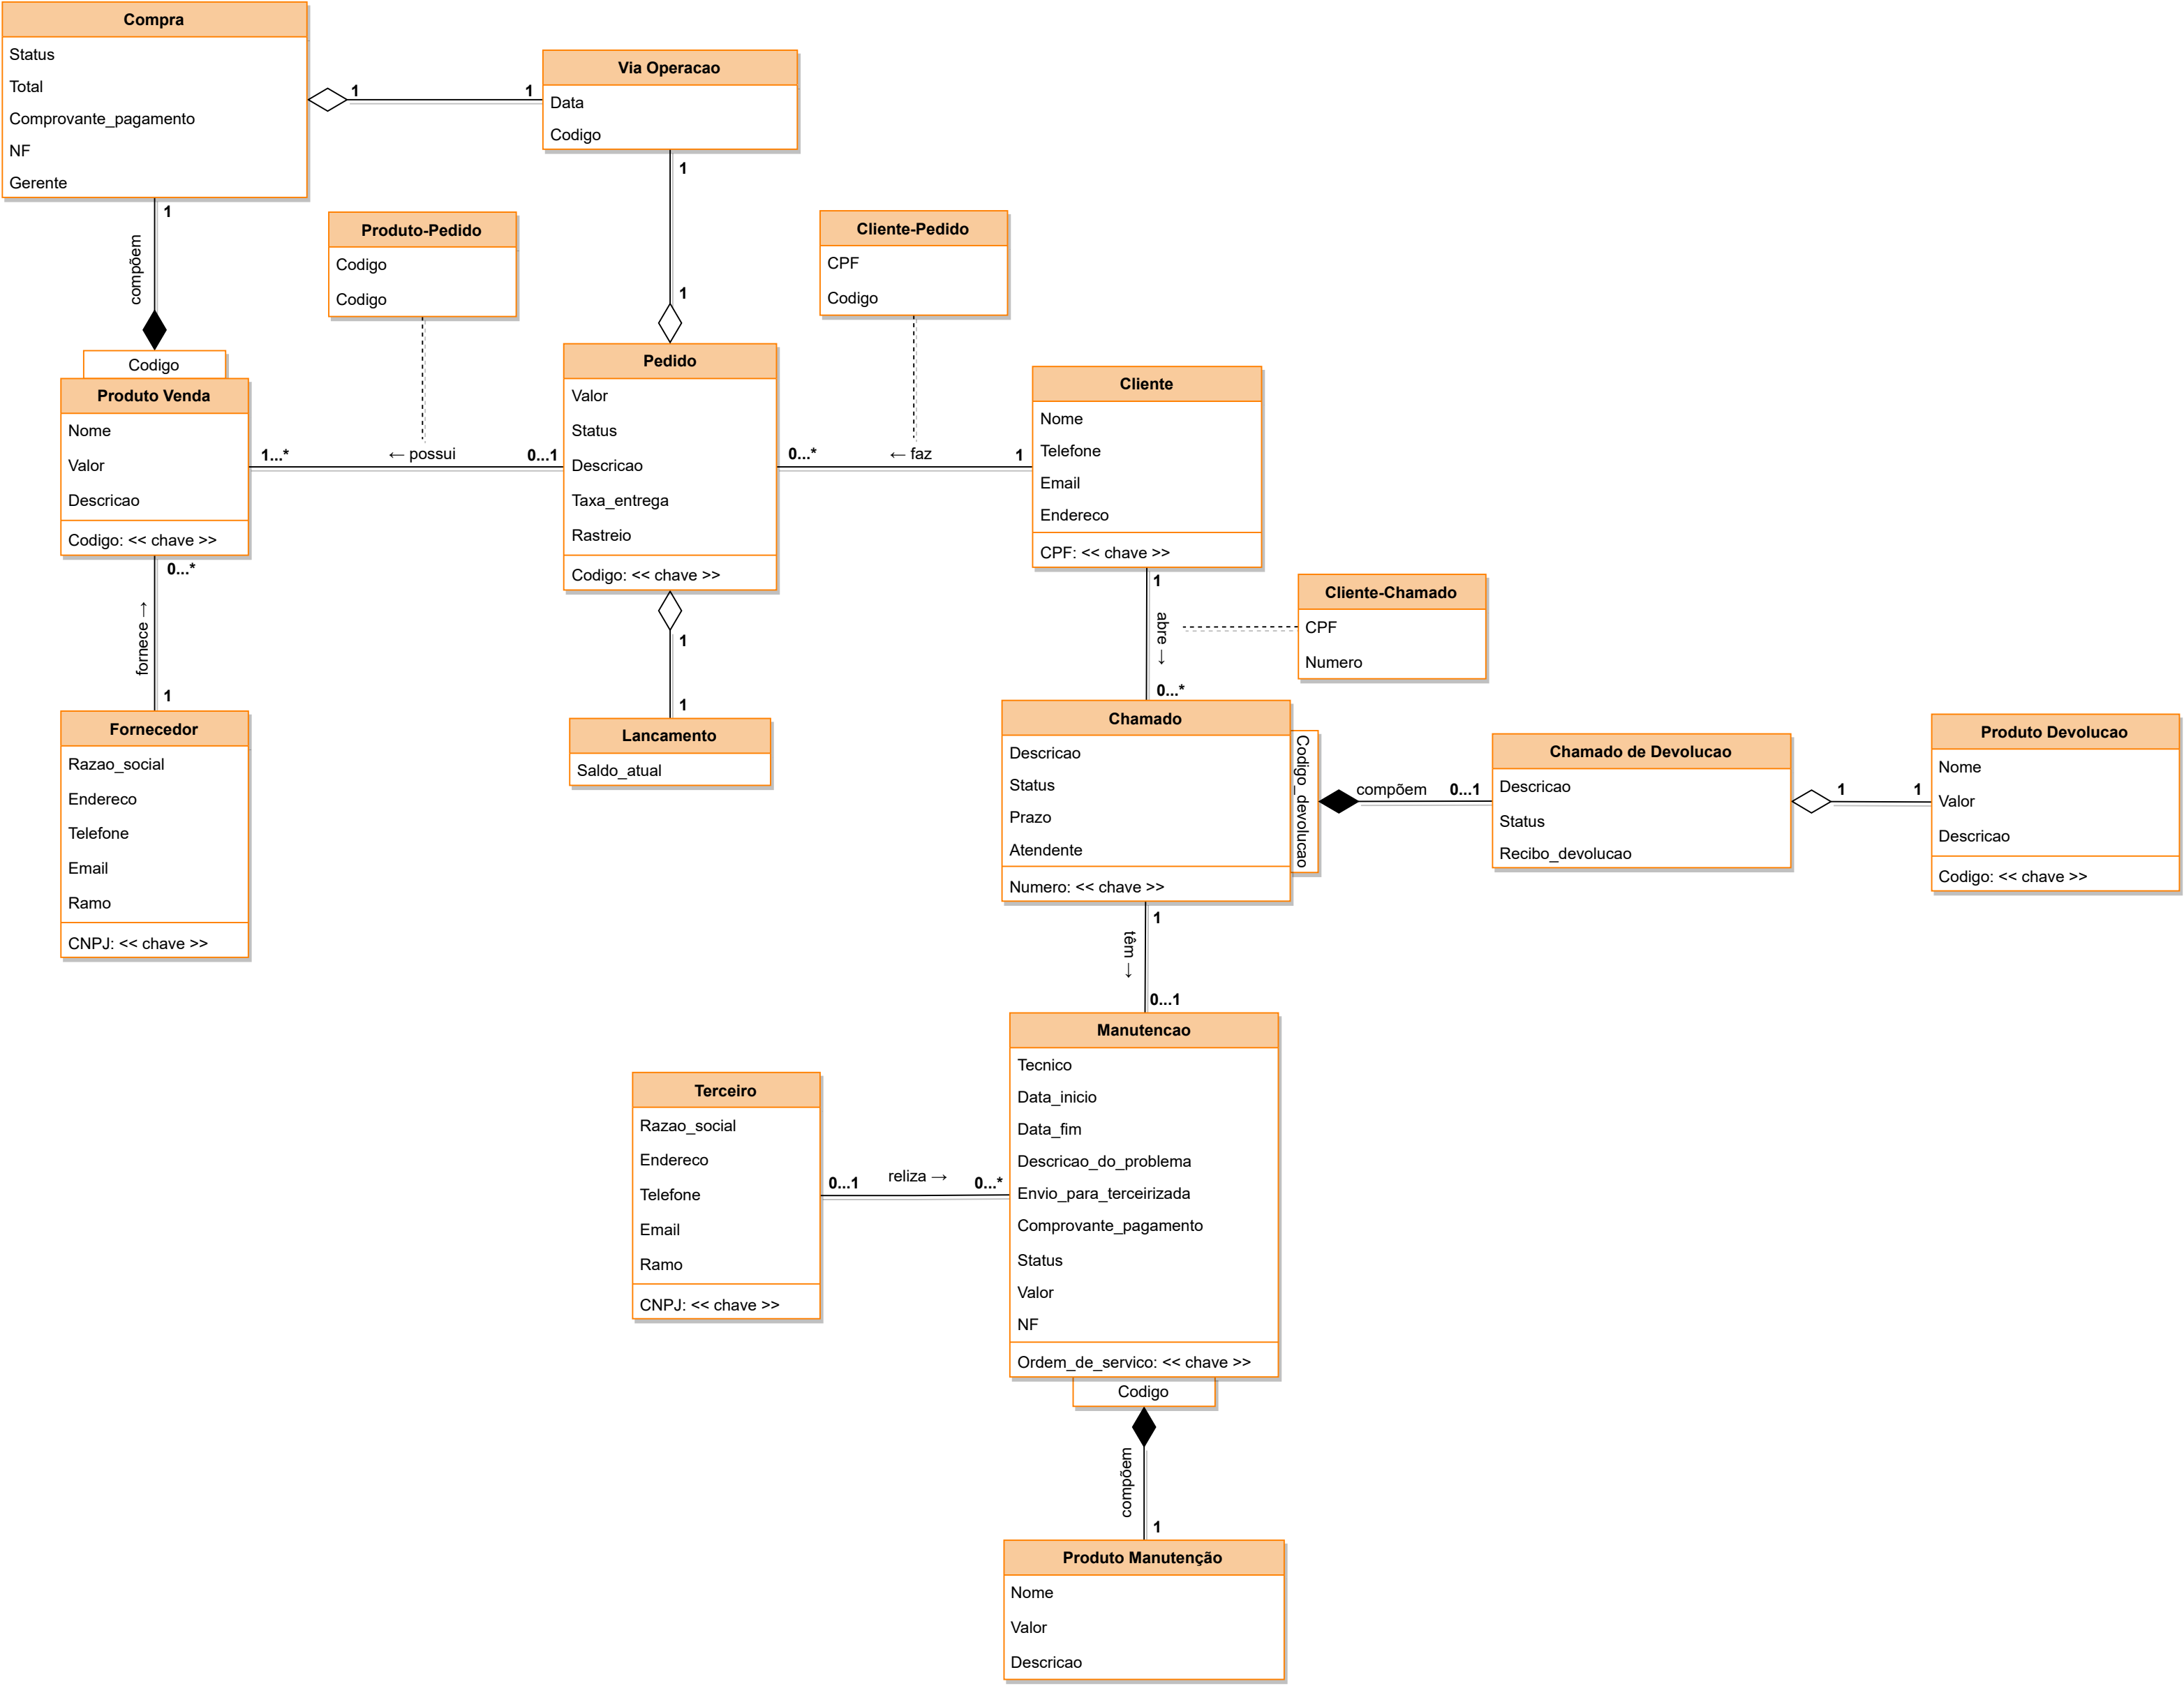 Compra
Status
Total
Comprovante_pagamento
NF
Gerente
1
1
Via Operacao
Data
Codigo
1
compõem
Produto-Pedido
Codigo
Codigo
1
1
Cliente-Pedido
CPF
Codigo
Codigo
Produto Venda
Nome
Valor
Descricao
Codigo: << chave >>
1...*
← possui
0...1
Pedido
Valor
Status
Descricao
Taxa_entrega
Rastreio
Codigo: << chave >>
0...*
← faz
1
Cliente
Nome
Telefone
Email
Endereco
CPF: << chave >>
0...*
fornece →
1
Fornecedor
Razao_social
Endereco
Telefone
Email
Ramo
CNPJ: << chave >>
1
1
Lancamento
Saldo_atual
1
abre →
0...*
Cliente-Chamado
CPF
Numero
Chamado
Descricao
Status
Prazo
Atendente
Numero: << chave >>
Codigo_devolucao
compõem
0...1
Chamado de Devolucao
Descricao
Status
Recibo_devolucao
1
1
Produto Devolucao
Nome
Valor
Descricao
Codigo: << chave >>
1
têm →
0...1
Terceiro
Razao_social
Endereco
Telefone
Email
Ramo
CNPJ: << chave >>
0...1
reliza →
0...*
Manutencao
Tecnico
Data_inicio
Data_fim
Descricao_do_problema
Envio_para_terceirizada
Comprovante_pagamento
Status
Valor
NF
Ordem_de_servico: << chave >>
Codigo
compõem
1
Produto Manutenção
Nome
Valor
Descricao